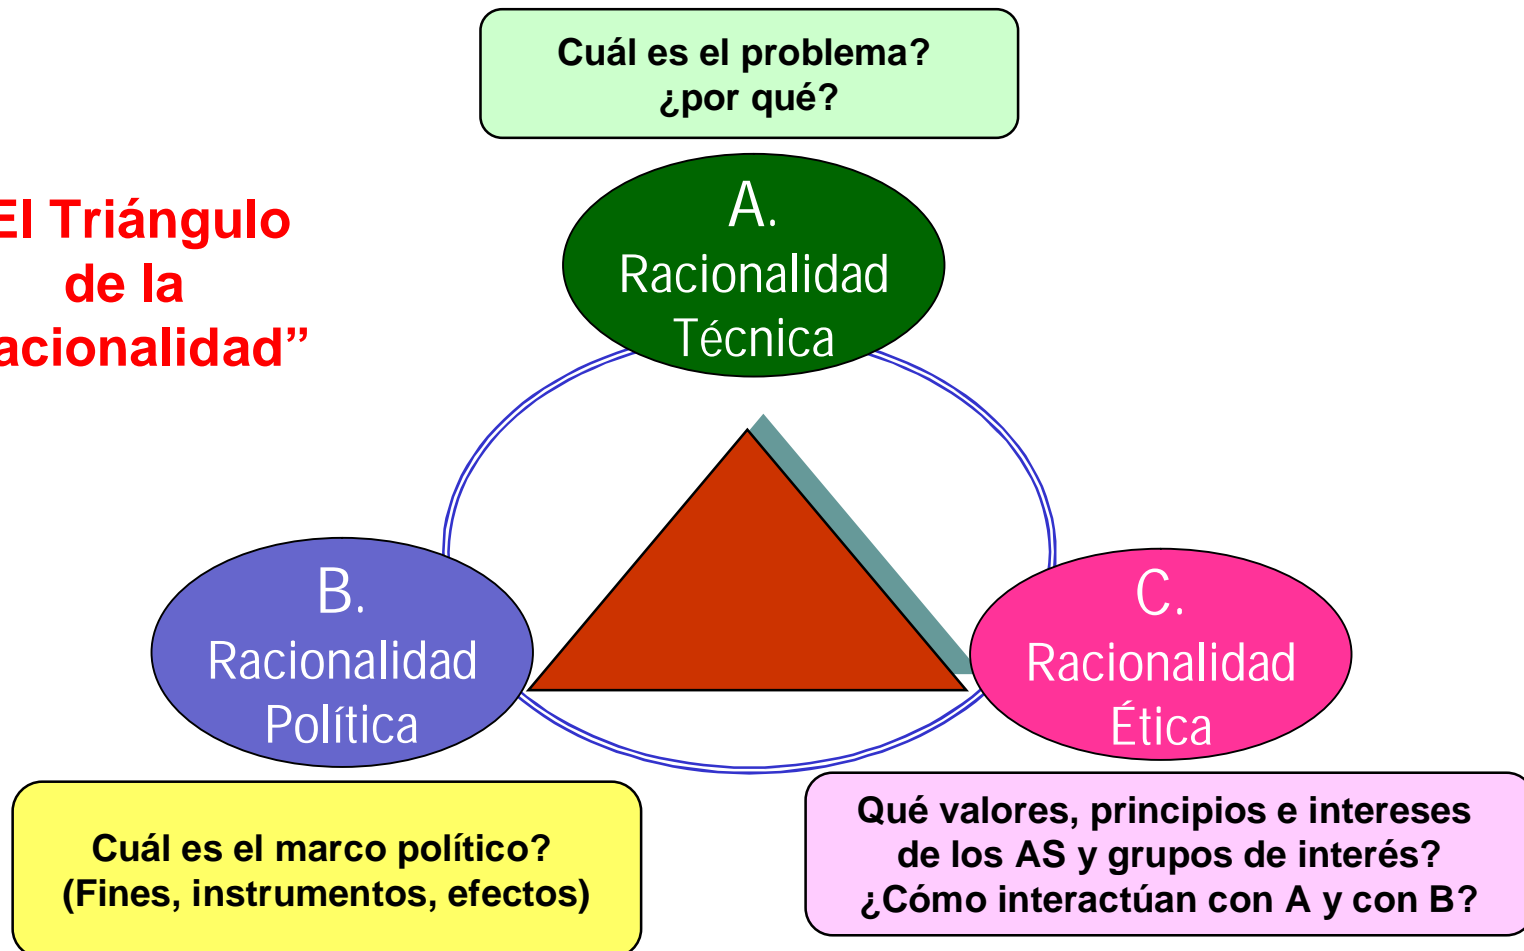 Cuál es el problema?
¿por qué?
El Triángulo
de la
acionalidad”
A.
Racionalidad
Técnica
B.
Racionalidad
Política
C.
Racionalidad
Ética
Cuál es el marco político?
(Fines, instrumentos, efectos)
Qué valores, principios e intereses
de los AS y grupos de interés?
¿Cómo interactúan con A y con B?